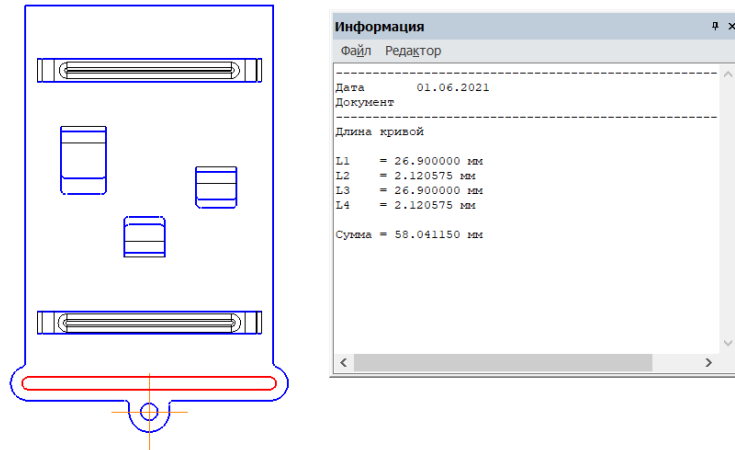 Информация
Файл Редактор
------------------------------------------------------
Дата 01.06.2021
Документ
------------------------------------------------------
Длина кривой
L1 = 26.900000 мм
L2 = 2.120575 мм
L3 = 26.900000 мм
L4 = 2.120575 мм
Сумма = 58.041150 мм